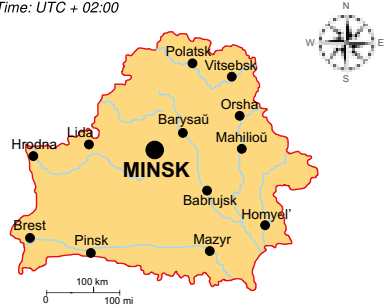 Time: UTC + 02:00
N
W E
S
Polatsk
Vitsebsk
Orsha
Barysaŭ
Lida
Mahilioŭ
Hrodna
MINSK
Babrujsk
Homyel'
Brest
Pinsk
Mazyr
100 km
0 100 mi